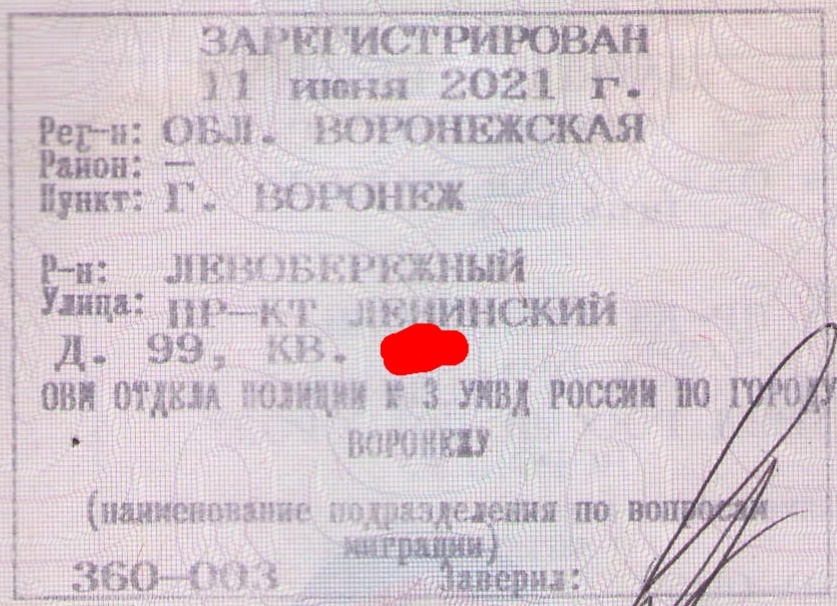 ЗАРЕГИСТРИРОВАН
11 июня 2021 г.
Рег-н: ОБЛ. ВОРОНЕЖСКАЯ
Район: —
Пункт: Г. ВОРОНЕЖ
Р-н: ЛЕВОБЕРЕЖНЫЙ
Улица: ПР-КТ ЛЕНИНСКИЙ
Д. 99, КВ.
ОВМ ОТДЕЛА ПОЛИЦИИ № 3 УМВД РОССИИ ПО ГОРОДУ
ВОРОНЕЖУ
(наименование подразделения по вопросам
миграции)
360-003 Заверил: